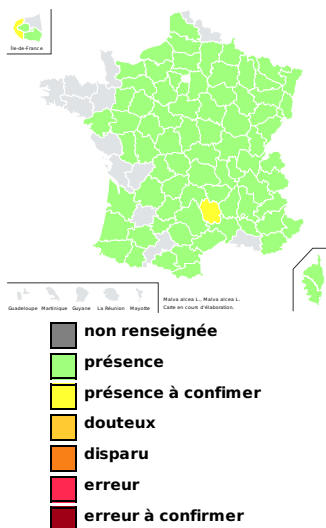 Île-de-France
Guadeloupe Martinique Guyane La Réunion Mayotte
Malva alcea L., Malva alcea L.
Carte en cours d'élaboration.
non renseignée
présence
présence à confimer
douteux
disparu
erreur
erreur à confirmer